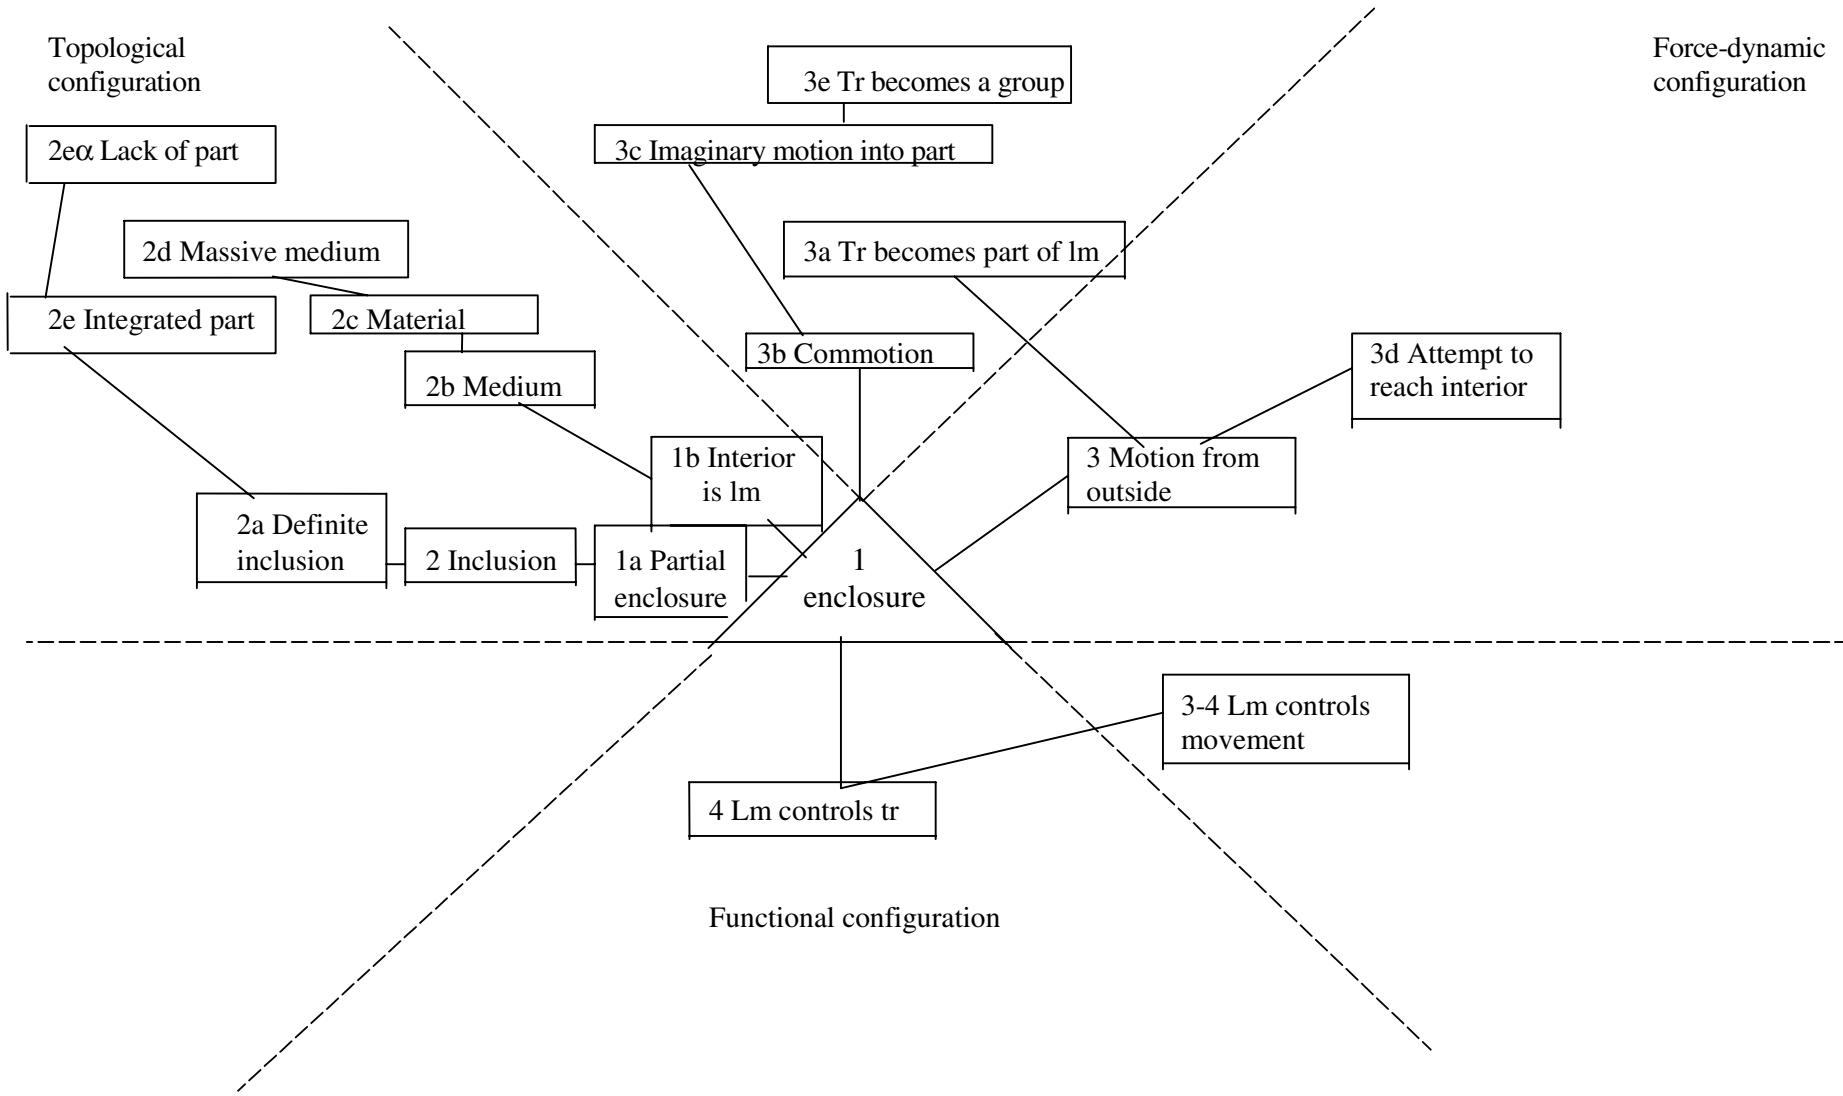 Topological
configuration
Force-dynamic
configuration
3e Tr becomes a group
2eα Lack of part
3c Imaginary motion into part
2d Massive medium
3a Tr becomes part of lm
2e Integrated part
2c Material
3b Commotion
3d Attempt to
reach interior
2b Medium
1b Interior
is lm
3 Motion from
outside
2a Definite
inclusion
2 Inclusion
1a Partial
enclosure
1
enclosure
3-4 Lm controls
movement
4 Lm controls tr
Functional configuration